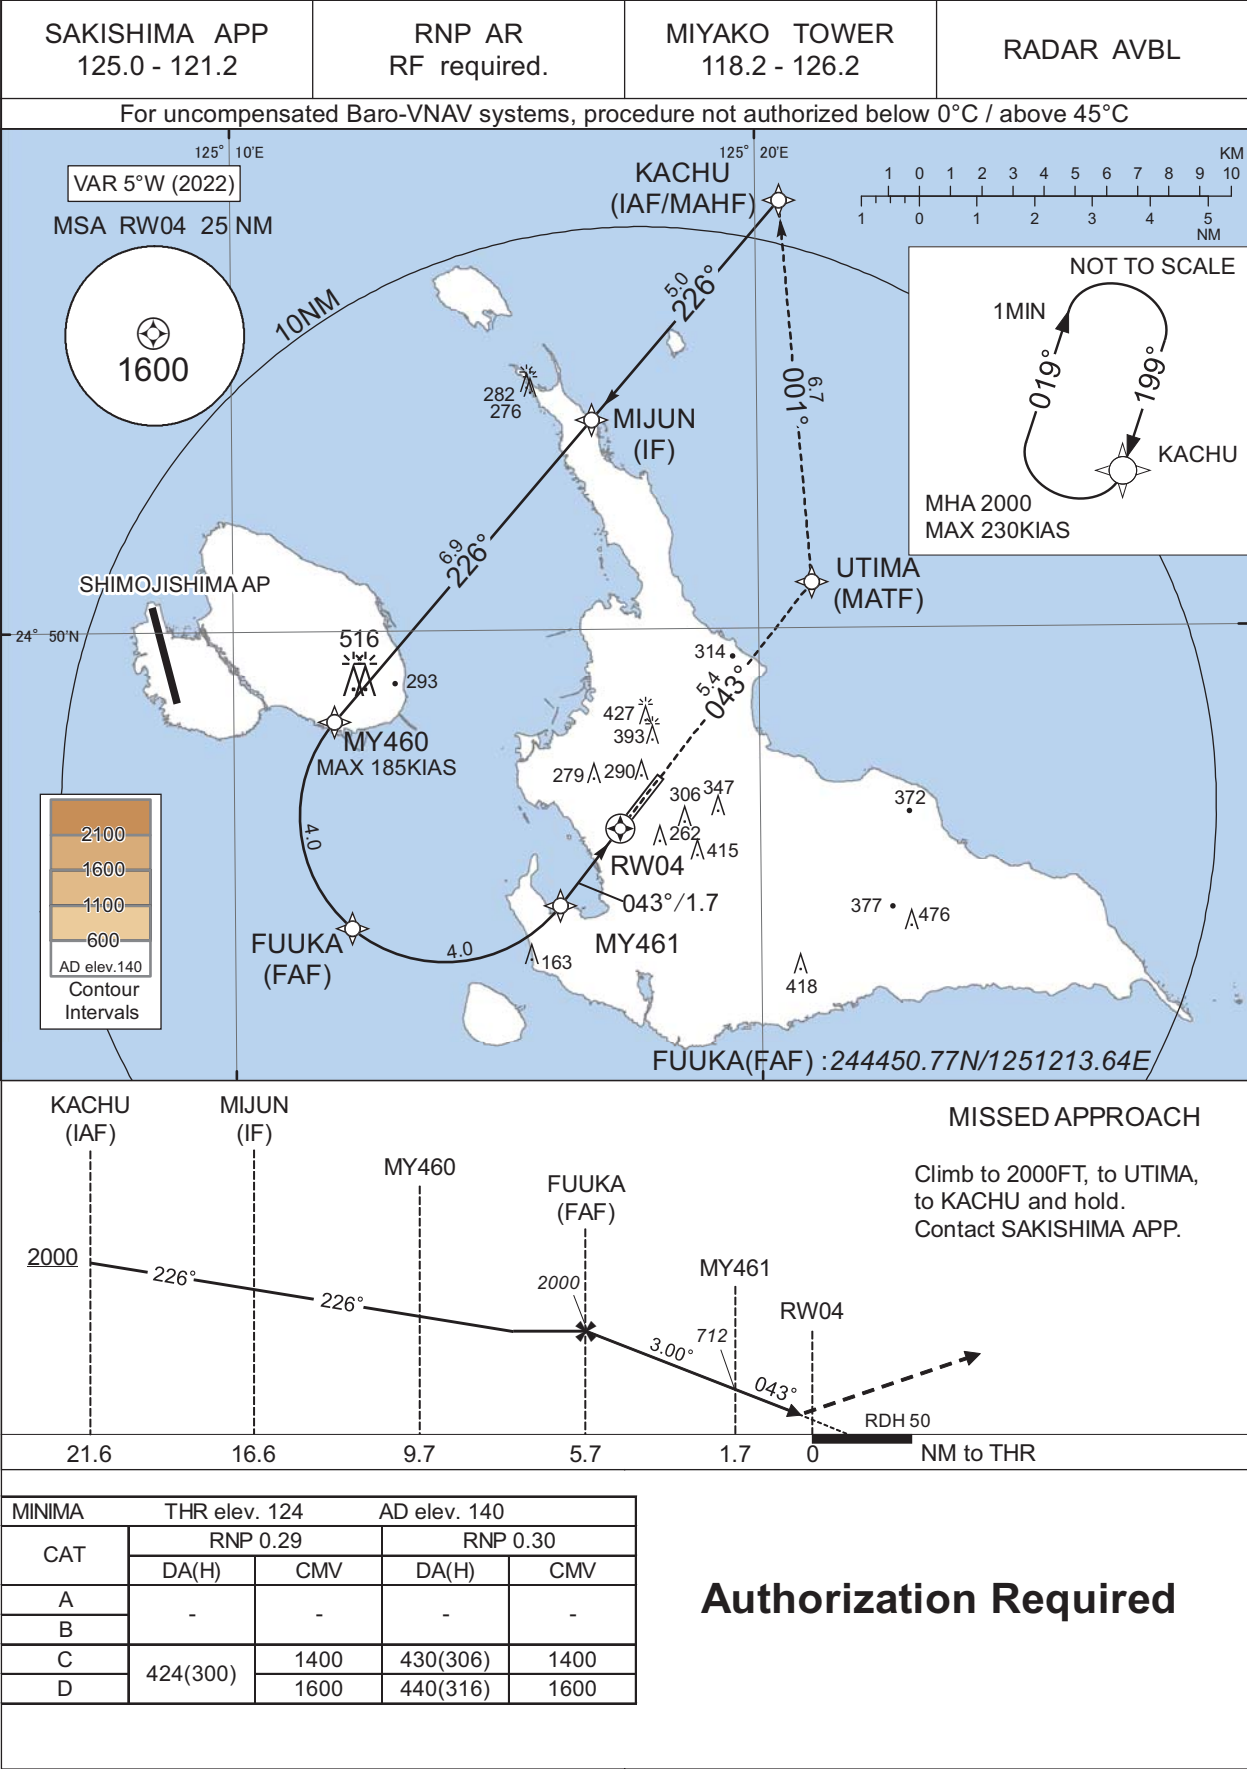 SAKISHIMA APP
125.0 - 121.2
RNP AR
RF required.
MIYAKO TOWER
118.2 - 126.2
RADAR AVBL
For uncompensated Baro-VNAV systems, procedure not authorized below 0°C / above 45°C
125° 10'E
125° 20'E
VAR 5°W (2022)
MSA RW04 25 NM
1600
10NM
KACHU
(IAF/MAHF)
KM
1 0 1 2 3 4 5 6 7 8 9 10
1 0 1 2 3 4 5
NM
NOT TO SCALE
1MIN
019°
199°
KACHU
MHA 2000
MAX 230KIAS
5.0
226°
282
276
MIJUN
(IF)
6.7
001°
6.9
226°
UTIMA
(MATF)
SHIMOJISHIMA AP
24° 50'N
516
293
314
5.4
043°
427
393
MY460
MAX 185KIAS
279
290
306
347
372
262
415
RW04
4.0
043°/1.7
377
476
FUUKA
(FAF)
4.0
MY461
163
418
2100
1600
1100
600
AD elev.140
Contour
Intervals
FUUKA(FAF) :244450.77N/1251213.64E
KACHU
(IAF)
MIJUN
(IF)
MY460
FUUKA
(FAF)
MY461
RW04
MISSED APPROACH
Climb to 2000FT, to UTIMA,
to KACHU and hold.
Contact SAKISHIMA APP.
2000
226°
226°
2000
3.00°
712
043°
RDH 50
21.6
16.6
9.7
5.7
1.7
0
NM to THR
MINIMA THR elev. 124 AD elev. 140
CAT RNP 0.29 RNP 0.30
DA(H) CMV DA(H) CMV
A
- - - -
B
C 1400 430(306) 1400
424(300)
D 1600 440(316) 1600
Authorization Required